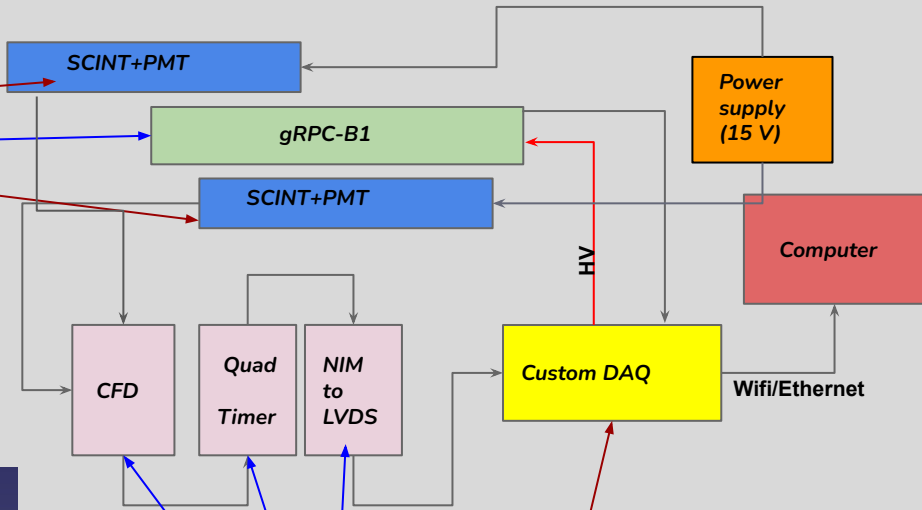 SCINT+PMT
Power
supply
(15 V)
gRPC-B1
SCINT+PMT
Computer
HV
CFD
Quad
Timer
NIM
to
LVDS
Custom DAQ
Wifi/Ethernet